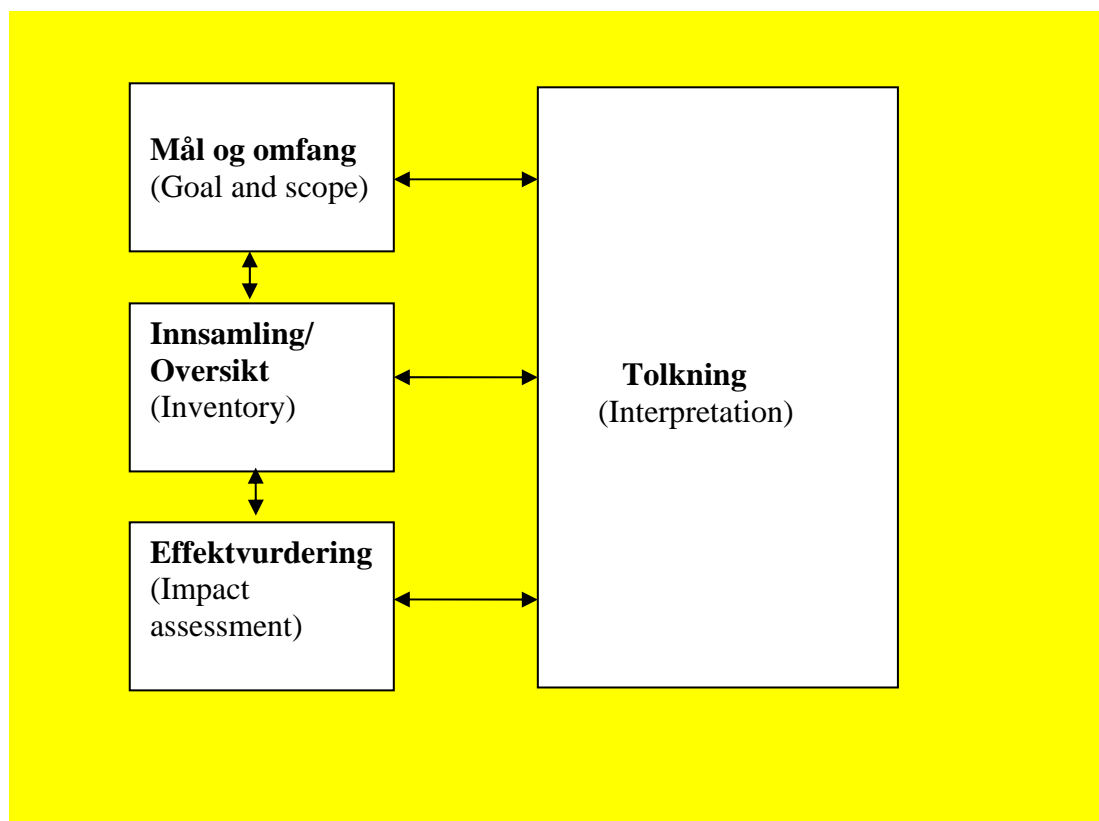 Mål og omfang
(Goal and scope)
Innsamling/
Oversikt
(Inventory)
Effektvurdering
(Impact
assessment)
Tolkning
(Interpretation)